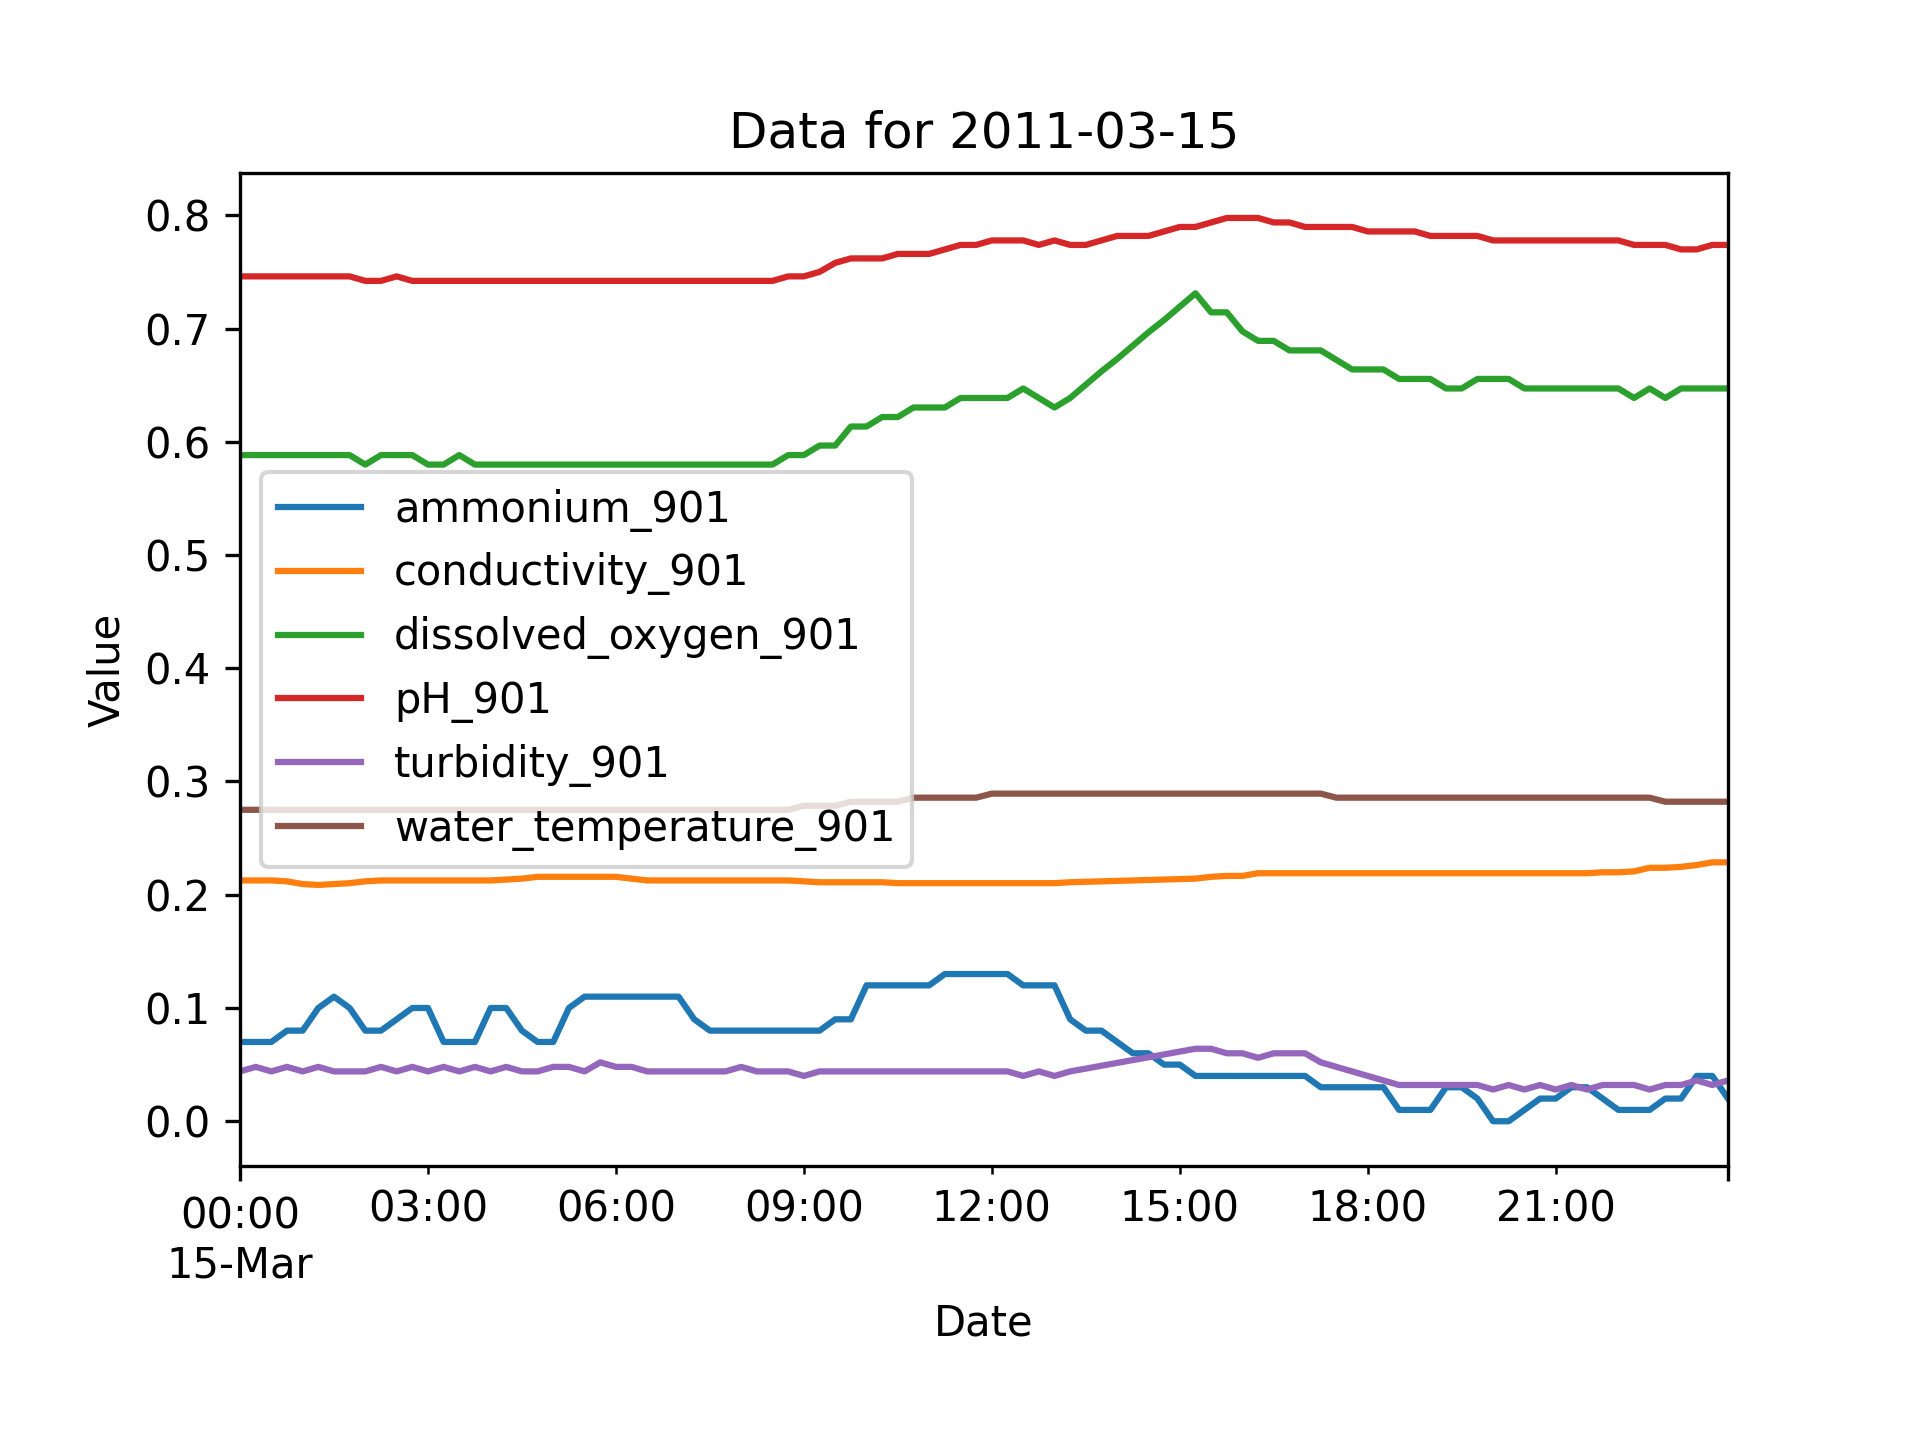 Data for 2011-03-15
0.8
0.7
0.6
0.5
0.4
0.3
0.2
0.1
0.0
Value
ammonium_901
conductivity_901
dissolved_oxygen_901
pH_901
turbidity_901
water_temperature_901
00:00 03:00 06:00 09:00 12:00 15:00 18:00 21:00
15-Mar
Date